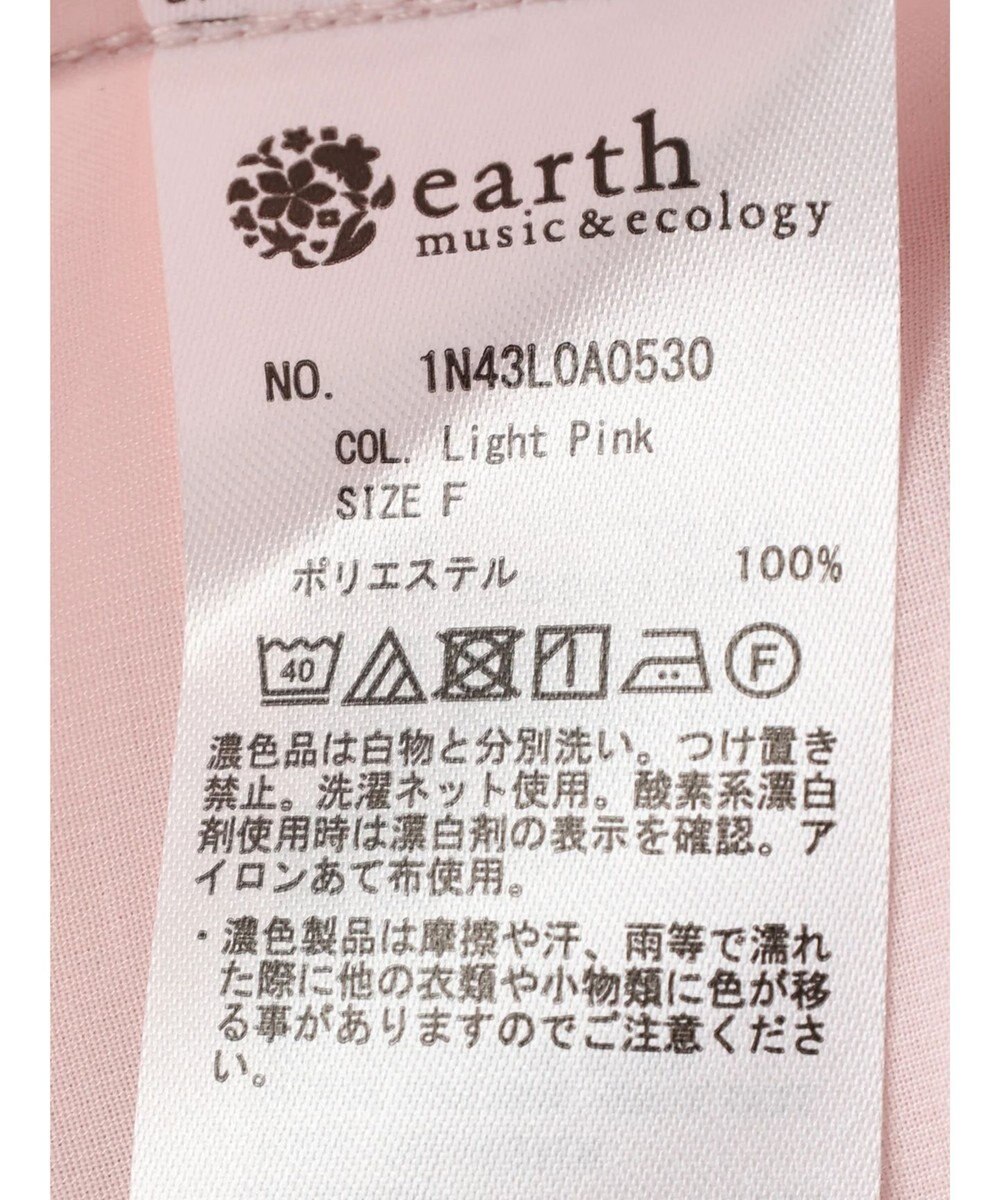 earth
music & ecology
NO. 1N43L0A0530
COL. Light Pink
SIZE F
ポリエステル 100%
40 F
濃色品は白物と分別洗い。つけ置き
禁止。洗濯ネット使用。酸素系漂白
剤使用時は漂白剤の表示を確認。ア
イロンあて布使用。
・濃色製品は摩擦や汗、雨等で濡れ
た際に他の衣類や小物類に色が移
る事がありますのでご注意くださ
い。